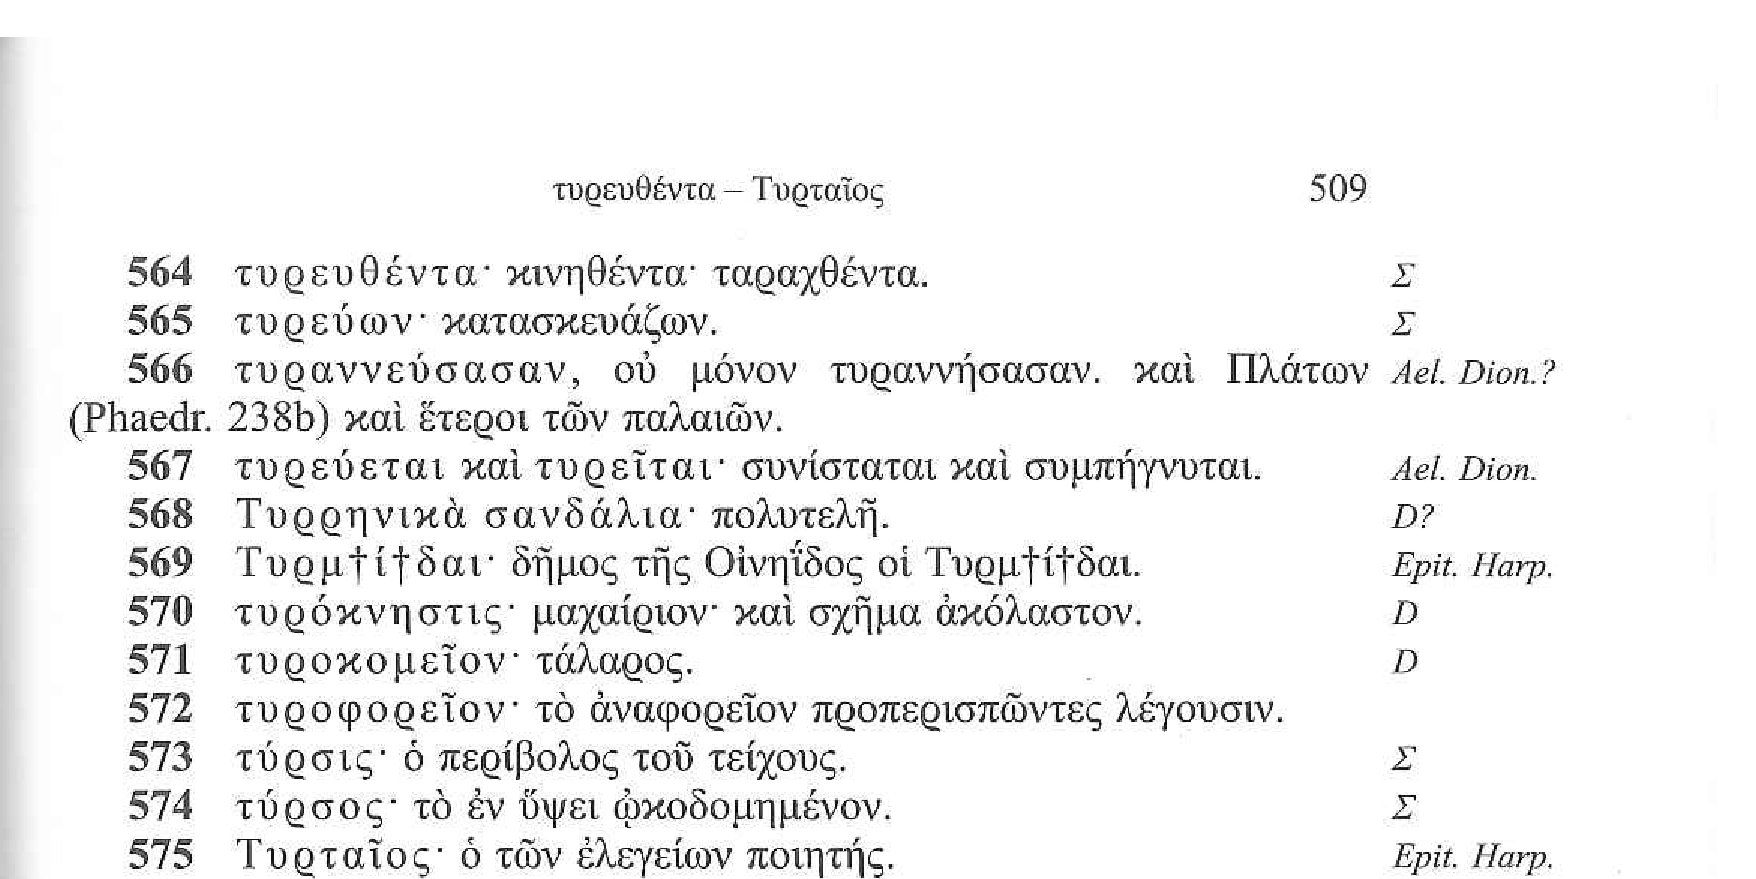 τυρευθέντα – Τυρταῖος 509
564 τυρευθέντα· κινηθέντα· ταραχθέντα. Σ
565 τυρεύων· κατασκευάζων. Σ
566 τυραννεύσασαν, οὐ μόνον τυραννήσασαν. καὶ Πλάτων Ael. Dion.?
(Phaedr. 238b) καὶ ἕτεροι τῶν παλαιῶν.
567 τυρεύεται καὶ τυρεῖται· συνίσταται καὶ συμπήγνυται. Ael. Dion.
568 Τυρρηνικὰ σανδάλια· πολυτελῆ. D?
569 Τυρμ†ί†δαι· δῆμος τῆς Οἰνηΐδος οἱ Τυρμ†ί†δαι. Epit. Harp.
570 τυρόκνηστις· μαχαίριον· καὶ σχῆμα ἀκόλαστον. D
571 τυροκομεῖον· τάλαρος. D
572 τυροφορεῖον· τὸ ἀναφορεῖον προπερισπῶντες λέγουσιν.
573 τύρσις· ὁ περίβολος τοῦ τείχους. Σ
574 τύρσος· τὸ ἐν ὕψει ᾠκοδομημένον. Σ
575 Τυρταῖος· ὁ τῶν ἐλεγείων ποιητής. Epit. Harp.